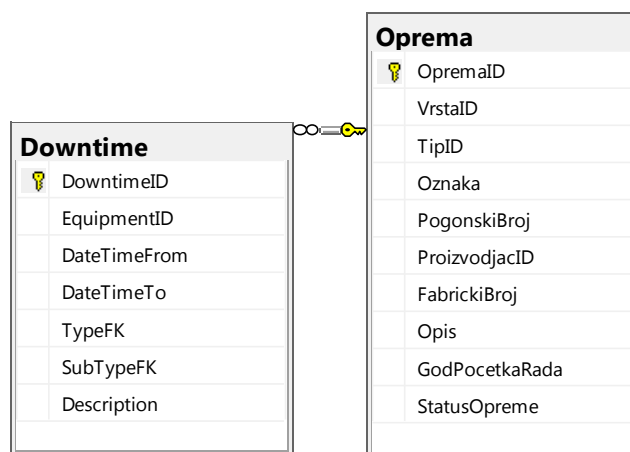 Downtime
DowntimeID
EquipmentID
DateTimeFrom
DateTimeTo
TypeFK
SubTypeFK
Description
Oprema
OpremaID
VrstaID
TipID
Oznaka
PogonskiBroj
ProizvodjacID
FabrickiBroj
Opis
GodPocetkaRada
StatusOpreme